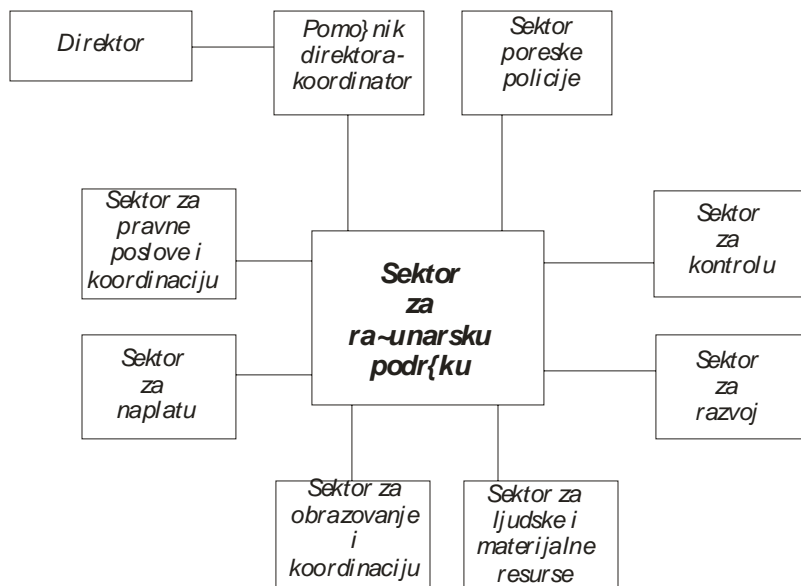 Direktor
Pomo}nik
direktora-
koordinator
Sektor
poreske
policije
Sektor za
pravne
poslove i
koordinaciju
Sektor
za
ra~unarsku
podr{ku
Sektor
za
kontrolu
Sektor
za
naplatu
Sektor
za
razvoj
Sektor za
obrazovanje
i
koordinaciju
Sektor za
ljudske i
materijalne
resurse